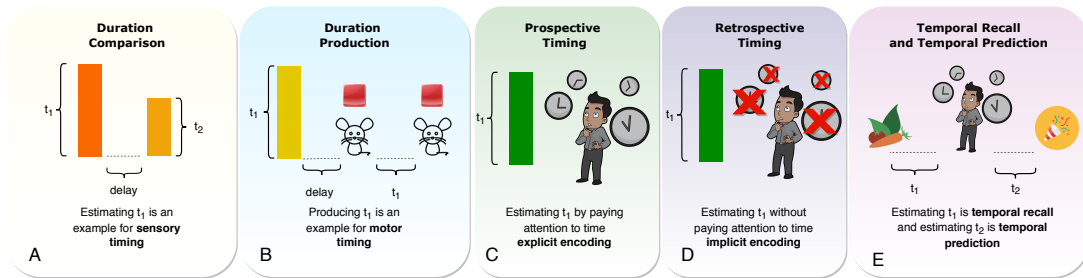 Duration
Comparison
t1
t2
delay
Estimating t1 is an
example for sensory
timing
A
Duration
Production
t1
delay
t1
Producing t1 is an
example for motor
timing
B
Prospective
Timing
t1
Estimating t1 by paying
attention to time
explicit encoding
C
Retrospective
Timing
t1
Estimating t1 without
paying attention to time
implicit encoding
D
Temporal Recall
and Temporal Prediction
t1
t2
Estimating t1 is temporal recall
and estimating t2 is temporal
prediction
E